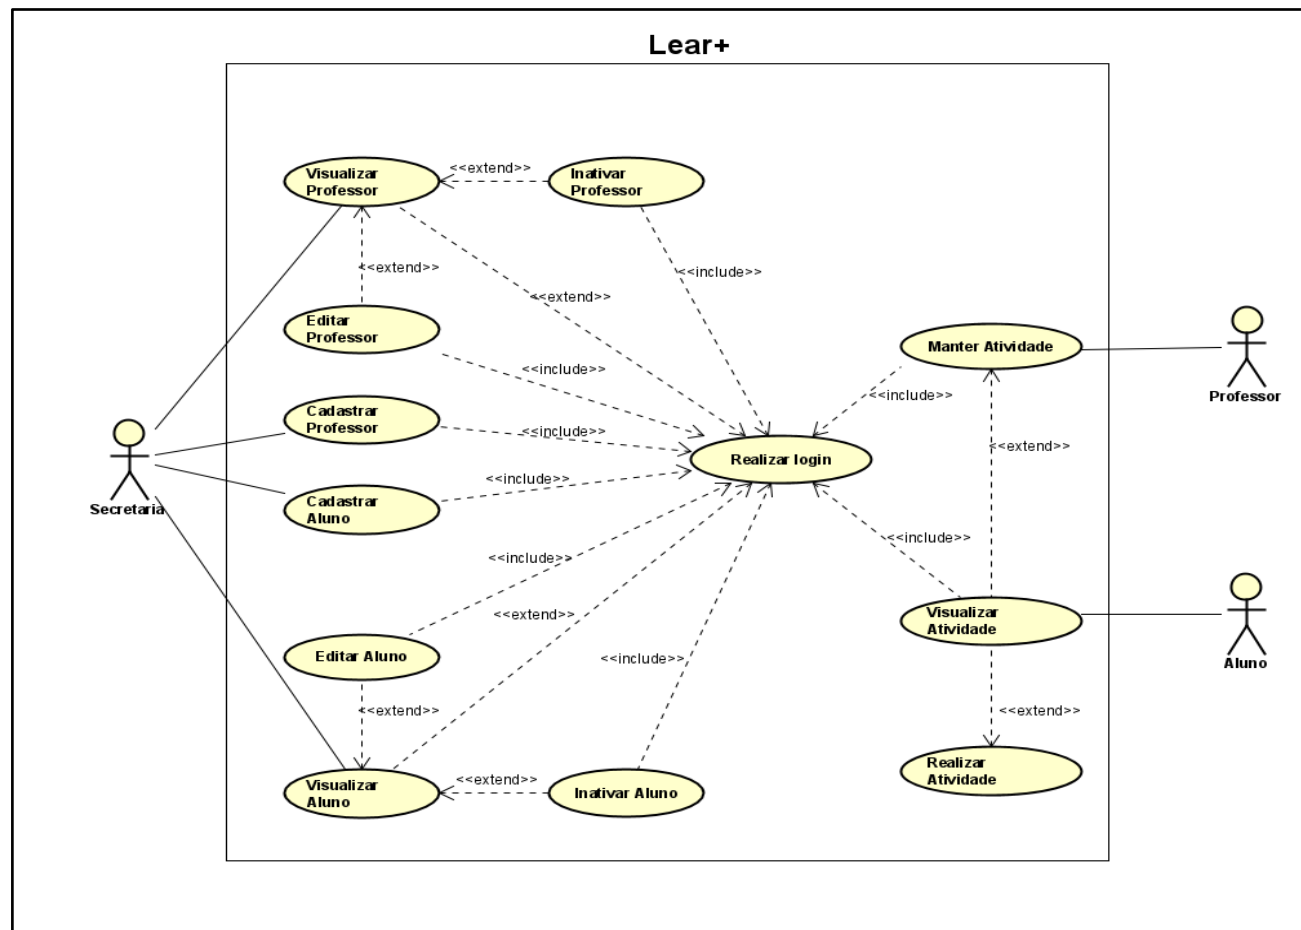 Lear+
Visualizar
Professor
<<extend>>
Inativar
Professor
<<extend>>
<<extend>>
<<include>>
Editar
Professor
<<include>>
Manter Atividade
Professor
<<include>>
Cadastrar
Professor
<<include>>
<<extend>>
Realizar login
Secretaria
Cadastrar
Aluno
<<include>>
<<include>>
<<include>>
<<extend>>
Visualizar
Atividade
Aluno
Editar Aluno
<<include>>
<<extend>>
<<extend>>
Visualizar
Aluno
<<extend>>
Inativar Aluno
Realizar
Atividade